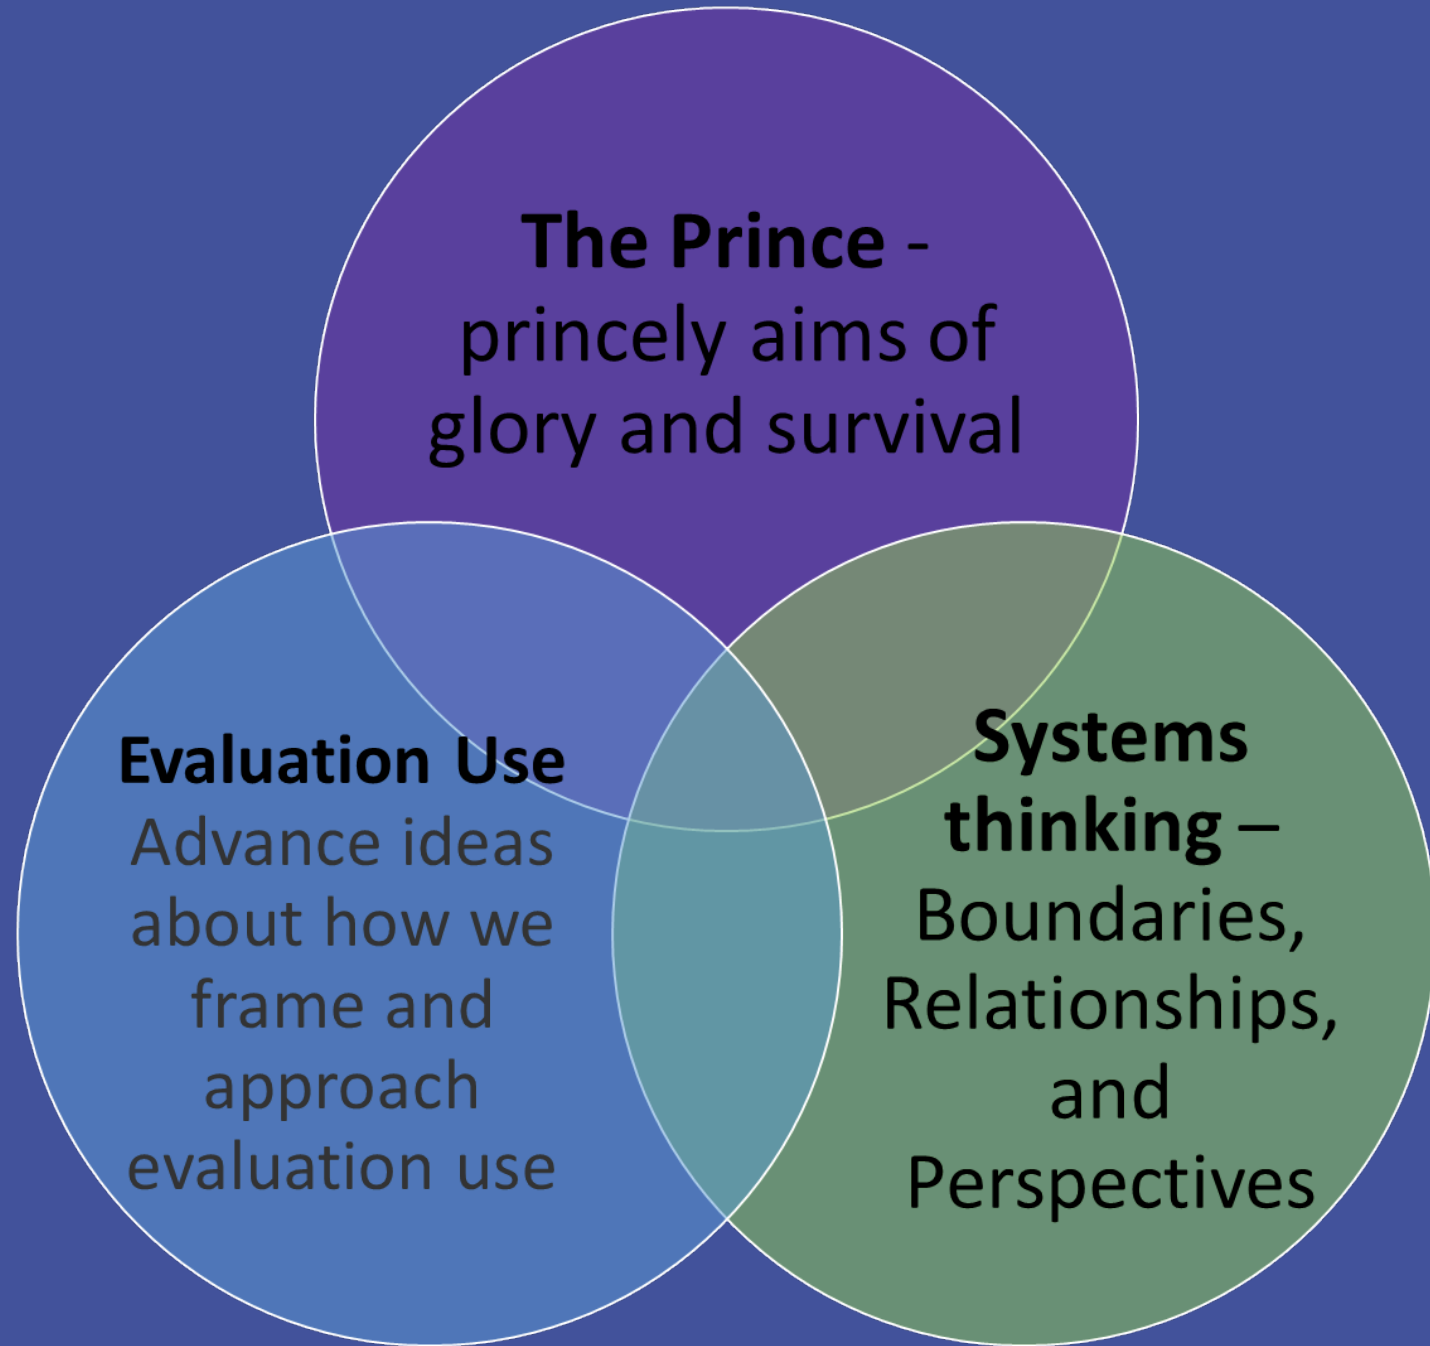 The Prince -
princely aims of
glory and survival
Evaluation Use
Advance ideas
about how we
frame and
approach
evaluation use
Systems
thinking –
Boundaries,
Relationships,
and
Perspectives